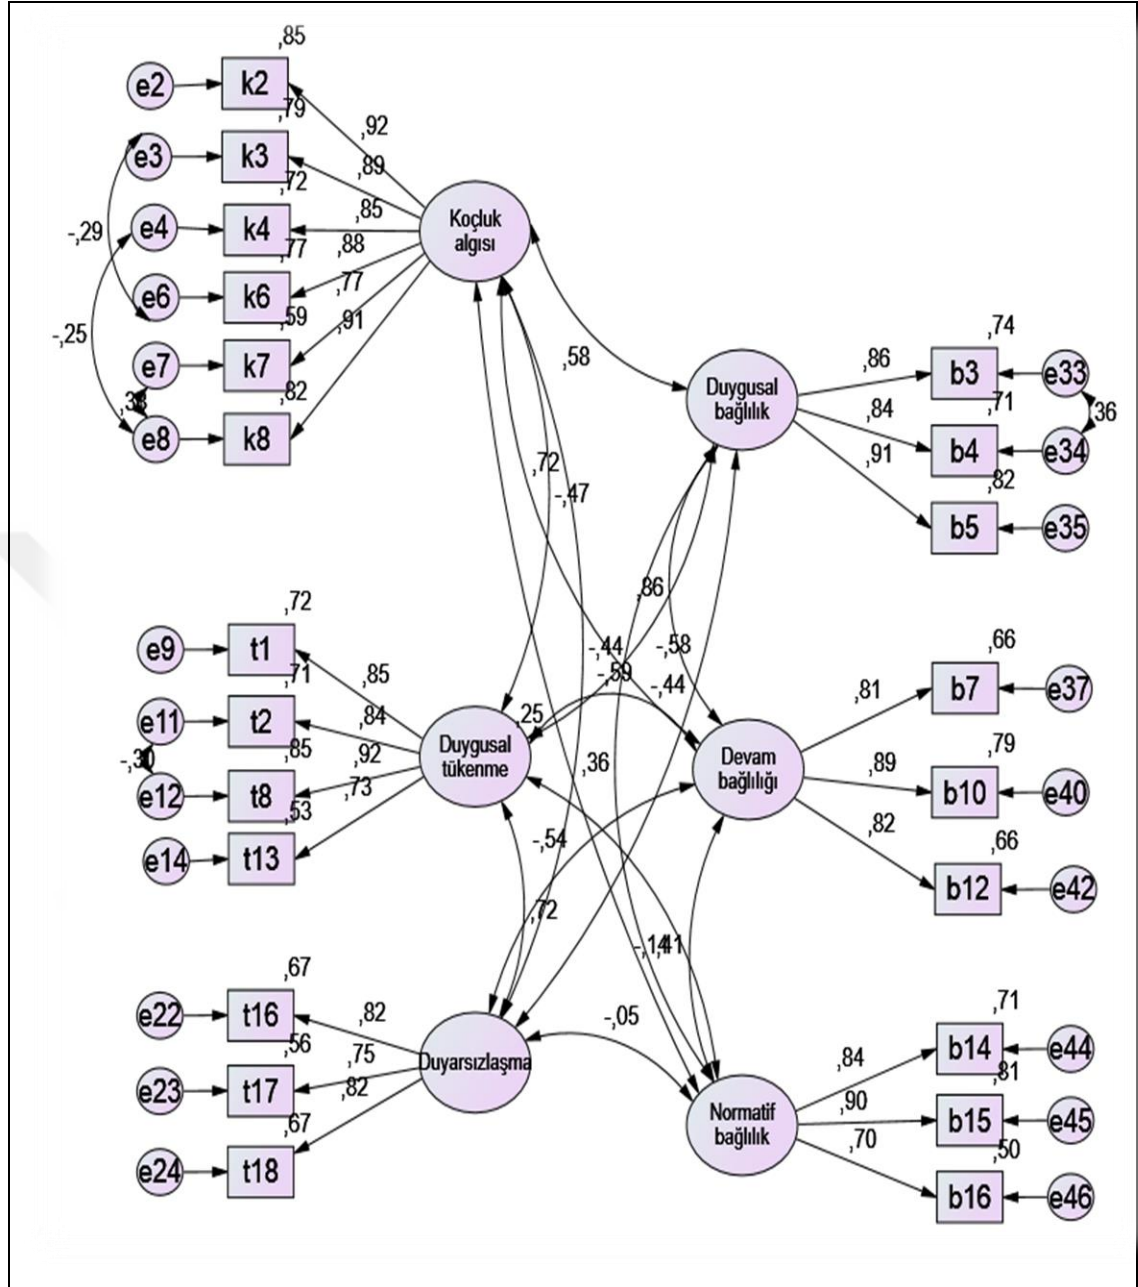 ,85
e2
k2
,79
,92
e3
k3
,89
,72
Koçluk
algısı
,85
e4
k4
-,29
,77
,88
e6
k6
,77
,59
,91
-,25
e7
k7
,82
e8
k8
,58
,74
,86
b3
e33
Duygusal
bağlılık
,71
,84
36
b4
e34
,91
,82
b5
e35
,72
-,47
,86
,72
e9
t1
-,44
-,58
,66
,71
,85
-,59
-,44
,81
b7
e37
e11
t2
,84
,25
Duygusal
tükenme
,85
,92
Devam
bağlılığı
,79
-,30
,36
,89
e12
t8
,73
b10
e40
,53
,82
-,54
,66
e14
t13
b12
e42
,72
,67
-,14
,41
e22
t16
,82
-,05
,71
,56
,75
,84
b14
e44
Duyarsızlaşma
,81
e23
t17
,82
,90
Normatif
bağlılık
b15
e45
,67
,70
,50
e24
t18
b16
e46